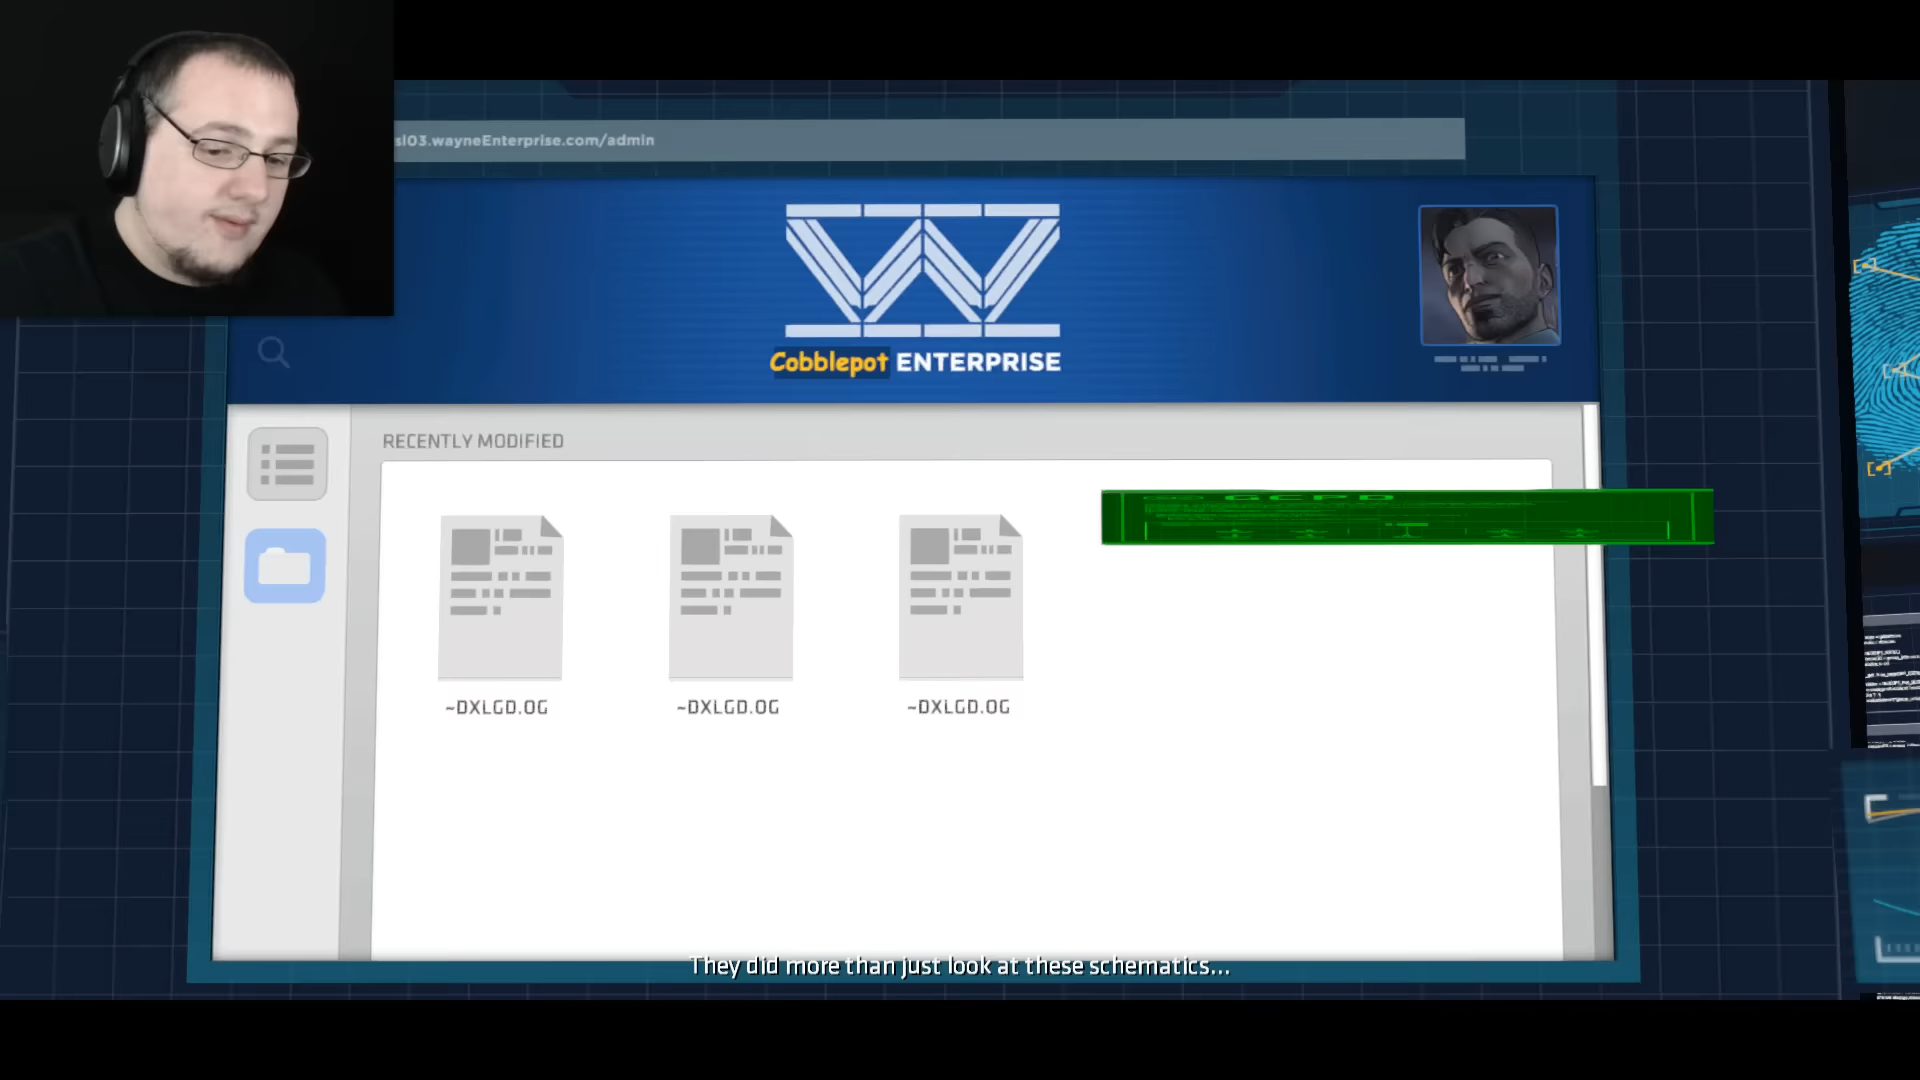 sl03.wayneEnterprise.com/admin
Cobblepot ENTERPRISE
RECENTLY MODIFIED
GCPD
~DXLGD.OG
~DXLGD.OG
~DXLGD.OG
They did more than just look at these schematics...